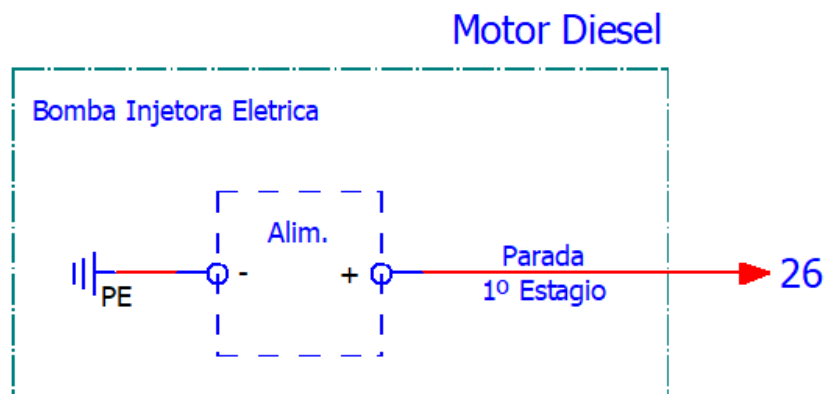 Motor Diesel
Bomba Injetora Eletrica
Alim.
- +
PE
Parada
1º Estagio
26